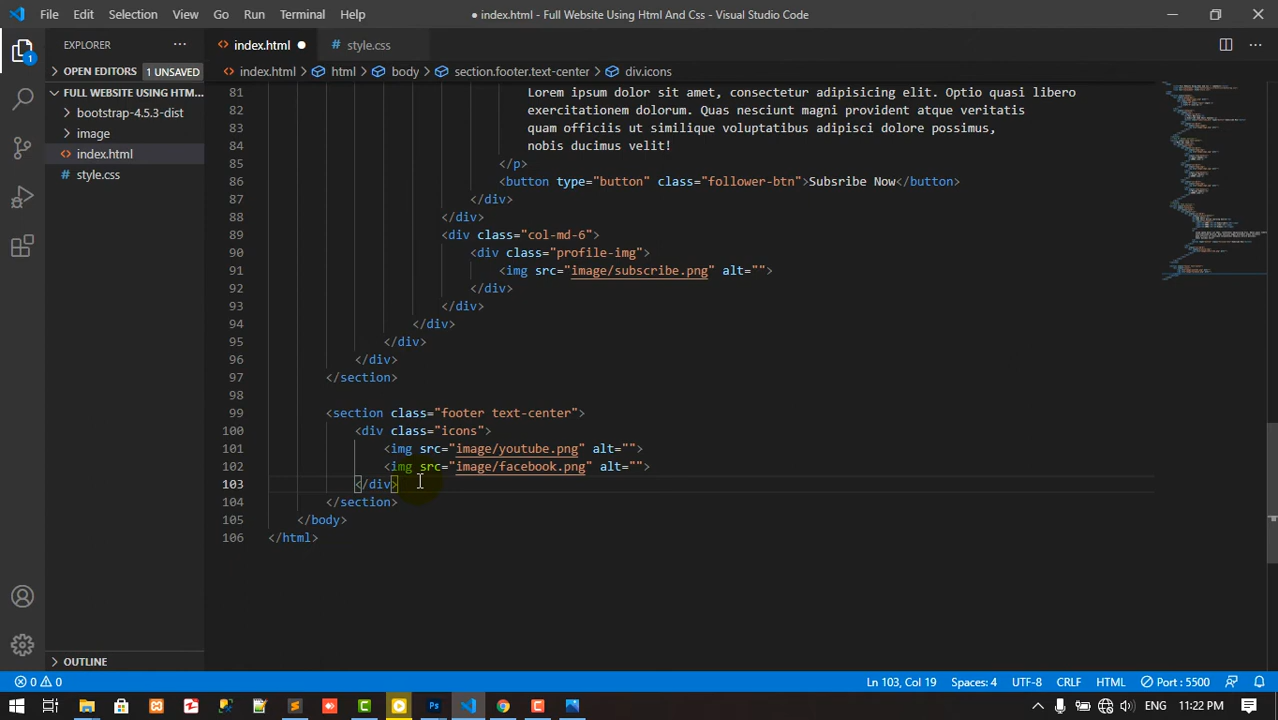 File Edit Selection View Go Run Terminal Help
● index.html - Full Website Using Html And Css - Visual Studio Code
EXPLORER
index.html
style.css
OPEN EDITORS 1 UNSAVED
index.html html body section.footer.text-center div.icons
FULL WEBSITE USING HTM...
bootstrap-4.5.3-dist
image
index.html
style.css
81 Lorem ipsum dolor sit amet, consectetur adipisicing elit. Optio quasi libero
82 exercitationem dolorum. Quas nesciunt magni provident atque veritatis
83 quam officiis ut similique voluptatibus adipisci dolore possimus,
84 nobis ducimus velit!
85 </p>
86 <button type="button" class="follower-btn">Subsribe Now</button>
87 </div>
88 </div>
89 <div class="col-md-6">
90 <div class="profile-img">
91 <img src="image/subscribe.png" alt="">
92 </div>
93 </div>
94 </div>
95 </div>
96 </div>
97 </section>
98
99 <section class="footer text-center">
100 <div class="icons">
101 <img src="image/youtube.png" alt="">
102 <img src="image/facebook.png" alt="">
103 </div>
104 </section>
105 </body>
106 </html>
OUTLINE
0 0
Ln 103, Col 19 Spaces: 4 UTF-8 CRLF HTML Port : 5500
ENG 11:22 PM